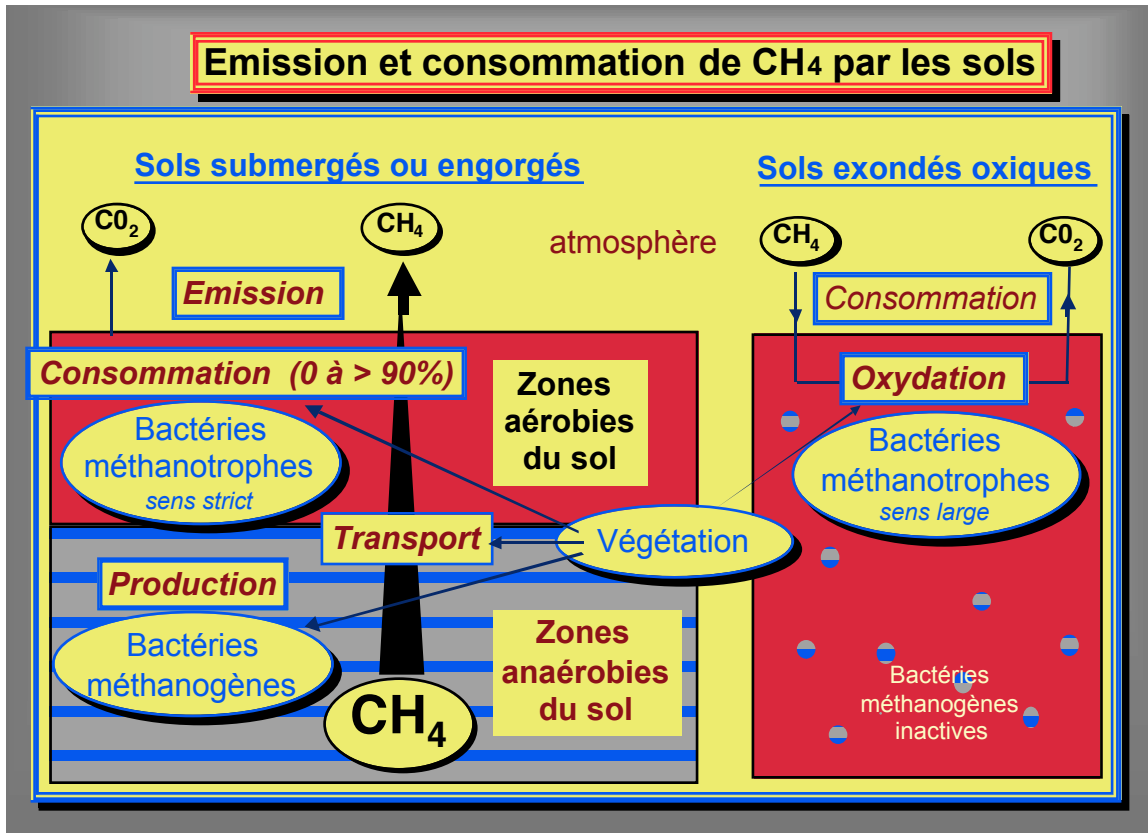 Emission et consommation de CH₄ par les sols
Sols submergés ou engorgés
Sols exondés oxiques
C0₂
CH₄
atmosphère
CH₄
C0₂
Emission
Consommation
Consommation (0 à > 90%)
Oxydation
Zones
aérobies
du sol
Bactéries
méthanotrophes
sens strict
Bactéries
méthanotrophes
sens large
Transport
Végétation
Production
Bactéries
méthanogènes
Zones
anaérobies
du sol
CH₄
Bactéries
méthanogènes
inactives